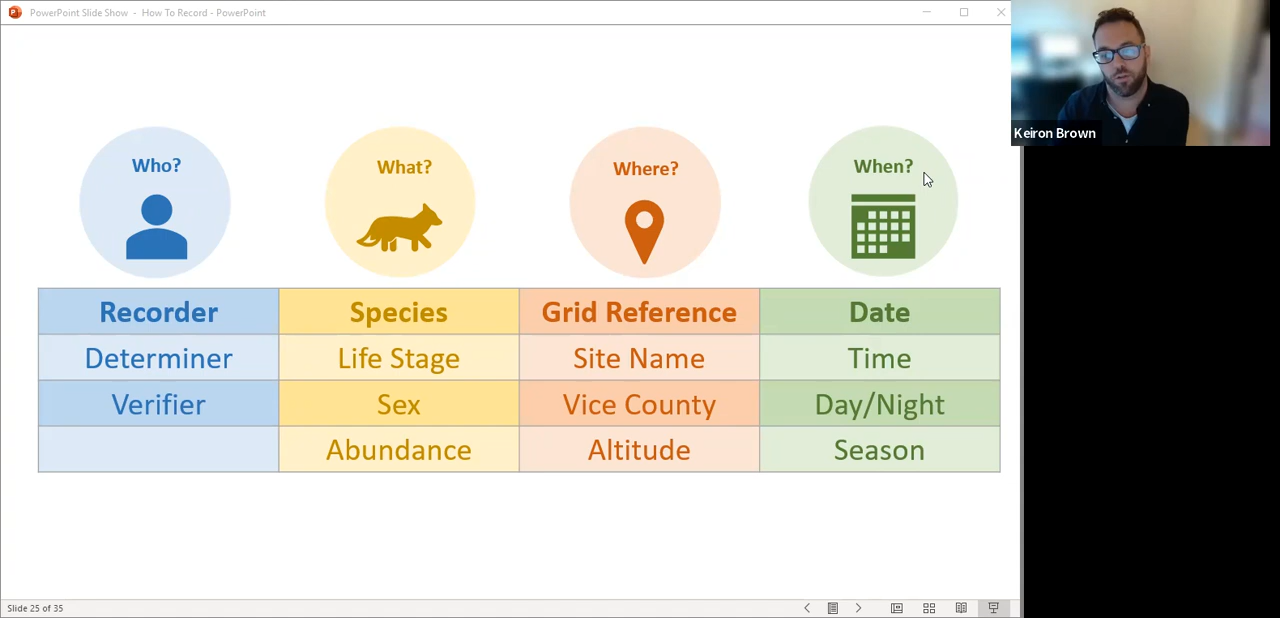 PowerPoint Slide Show - How To Record - PowerPoint
Keiron Brown
Who? What? Where? When?
Recorder Species Grid Reference Date
Determiner Life Stage Site Name Time
Verifier Sex Vice County Day/Night
Abundance Altitude Season
Slide 25 of 35